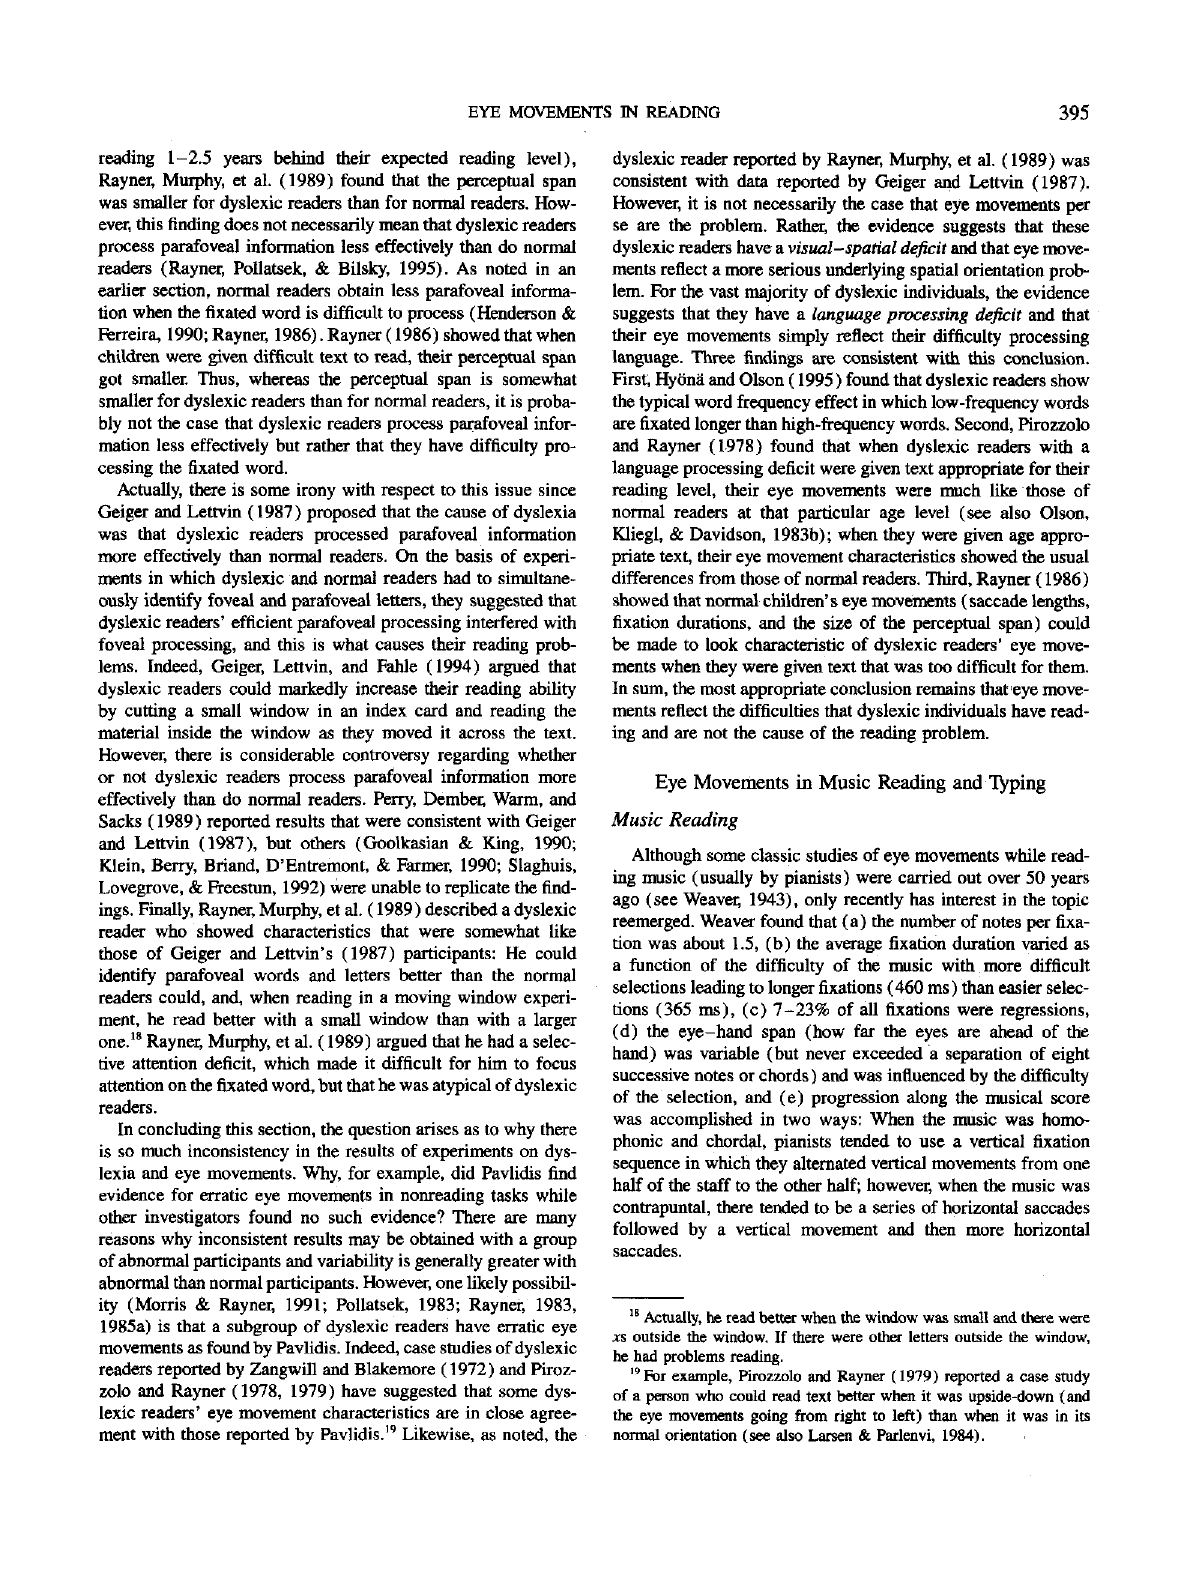 EYE MOVEMENTS IN READING
395
reading 1–2.5 years behind their expected reading level),
Rayner, Murphy, et al. (1989) found that the perceptual span
was smaller for dyslexic readers than for normal readers. How-
ever, this finding does not necessarily mean that dyslexic readers
process parafoveal information less effectively than do normal
readers (Rayner, Pollatsek, & Bilsky, 1995). As noted in an
earlier section, normal readers obtain less parafoveal informa-
tion when the fixated word is difficult to process (Henderson &
Ferreira, 1990; Rayner, 1986). Rayner (1986) showed that when
children were given difficult text to read, their perceptual span
got smaller. Thus, whereas the perceptual span is somewhat
smaller for dyslexic readers than for normal readers, it is proba-
bly not the case that dyslexic readers process parafoveal infor-
mation less effectively but rather that they have difficulty pro-
cessing the fixated word.
Actually, there is some irony with respect to this issue since
Geiger and Lettvin (1987) proposed that the cause of dyslexia
was that dyslexic readers processed parafoveal information
more effectively than normal readers. On the basis of experi-
ments in which dyslexic and normal readers had to simultane-
ously identify foveal and parafoveal letters, they suggested that
dyslexic readers' efficient parafoveal processing interfered with
foveal processing, and this is what causes their reading prob-
lems. Indeed, Geiger, Lettvin, and Fahle (1994) argued that
dyslexic readers could markedly increase their reading ability
by cutting a small window in an index card and reading the
material inside the window as they moved it across the text.
However, there is considerable controversy regarding whether
or not dyslexic readers process parafoveal information more
effectively than do normal readers. Perry, Dember, Warm, and
Sacks (1989) reported results that were consistent with Geiger
and Lettvin (1987), but others (Goolkasian & King, 1990;
Klein, Berry, Briand, D'Entremont, & Farmer, 1990; Slaghuis,
Lovegrove, & Freestun, 1992) were unable to replicate the find-
ings. Finally, Rayner, Murphy, et al. (1989) described a dyslexic
reader who showed characteristics that were somewhat like
those of Geiger and Lettvin's (1987) participants: He could
identify parafoveal words and letters better than the normal
readers could, and, when reading in a moving window experi-
ment, he read better with a small window than with a larger
one.¹⁸ Rayner, Murphy, et al. (1989) argued that he had a selec-
tive attention deficit, which made it difficult for him to focus
attention on the fixated word, but that he was atypical of dyslexic
readers.
In concluding this section, the question arises as to why there
is so much inconsistency in the results of experiments on dys-
lexia and eye movements. Why, for example, did Pavlidis find
evidence for erratic eye movements in nonreading tasks while
other investigators found no such evidence? There are many
reasons why inconsistent results may be obtained with a group
of abnormal participants and variability is generally greater with
abnormal than normal participants. However, one likely possibil-
ity (Morris & Rayner, 1991; Pollatsek, 1983; Rayner, 1983,
1985a) is that a subgroup of dyslexic readers have erratic eye
movements as found by Pavlidis. Indeed, case studies of dyslexic
readers reported by Zangwill and Blakemore (1972) and Piroz-
zolo and Rayner (1978, 1979) have suggested that some dys-
lexic readers' eye movement characteristics are in close agree-
ment with those reported by Pavlidis.¹⁹ Likewise, as noted, the
dyslexic reader reported by Rayner, Murphy, et al. (1989) was
consistent with data reported by Geiger and Lettvin (1987).
However, it is not necessarily the case that eye movements per
se are the problem. Rather, the evidence suggests that these
dyslexic readers have a visual–spatial deficit and that eye move-
ments reflect a more serious underlying spatial orientation prob-
lem. For the vast majority of dyslexic individuals, the evidence
suggests that they have a language processing deficit and that
their eye movements simply reflect their difficulty processing
language. Three findings are consistent with this conclusion.
First, Hyönä and Olson (1995) found that dyslexic readers show
the typical word frequency effect in which low-frequency words
are fixated longer than high-frequency words. Second, Pirozzolo
and Rayner (1978) found that when dyslexic readers with a
language processing deficit were given text appropriate for their
reading level, their eye movements were much like those of
normal readers at that particular age level (see also Olson,
Kliegl, & Davidson, 1983b); when they were given age appro-
priate text, their eye movement characteristics showed the usual
differences from those of normal readers. Third, Rayner (1986)
showed that normal children's eye movements (saccade lengths,
fixation durations, and the size of the perceptual span) could
be made to look characteristic of dyslexic readers' eye move-
ments when they were given text that was too difficult for them.
In sum, the most appropriate conclusion remains that eye move-
ments reflect the difficulties that dyslexic individuals have read-
ing and are not the cause of the reading problem.
Eye Movements in Music Reading and Typing
Music Reading
Although some classic studies of eye movements while read-
ing music (usually by pianists) were carried out over 50 years
ago (see Weaver, 1943), only recently has interest in the topic
reemerged. Weaver found that (a) the number of notes per fixa-
tion was about 1.5, (b) the average fixation duration varied as
a function of the difficulty of the music with more difficult
selections leading to longer fixations (460 ms) than easier selec-
tions (365 ms), (c) 7–23% of all fixations were regressions,
(d) the eye–hand span (how far the eyes are ahead of the
hand) was variable (but never exceeded a separation of eight
successive notes or chords) and was influenced by the difficulty
of the selection, and (e) progression along the musical score
was accomplished in two ways: When the music was homo-
phonic and chordal, pianists tended to use a vertical fixation
sequence in which they alternated vertical movements from one
half of the staff to the other half; however, when the music was
contrapuntal, there tended to be a series of horizontal saccades
followed by a vertical movement and then more horizontal
saccades.
¹⁸ Actually, he read better when the window was small and there were
xs outside the window. If there were other letters outside the window,
he had problems reading.
¹⁹ For example, Pirozzolo and Rayner (1979) reported a case study
of a person who could read text better when it was upside-down (and
the eye movements going from right to left) than when it was in its
normal orientation (see also Larsen & Parlenvi, 1984).